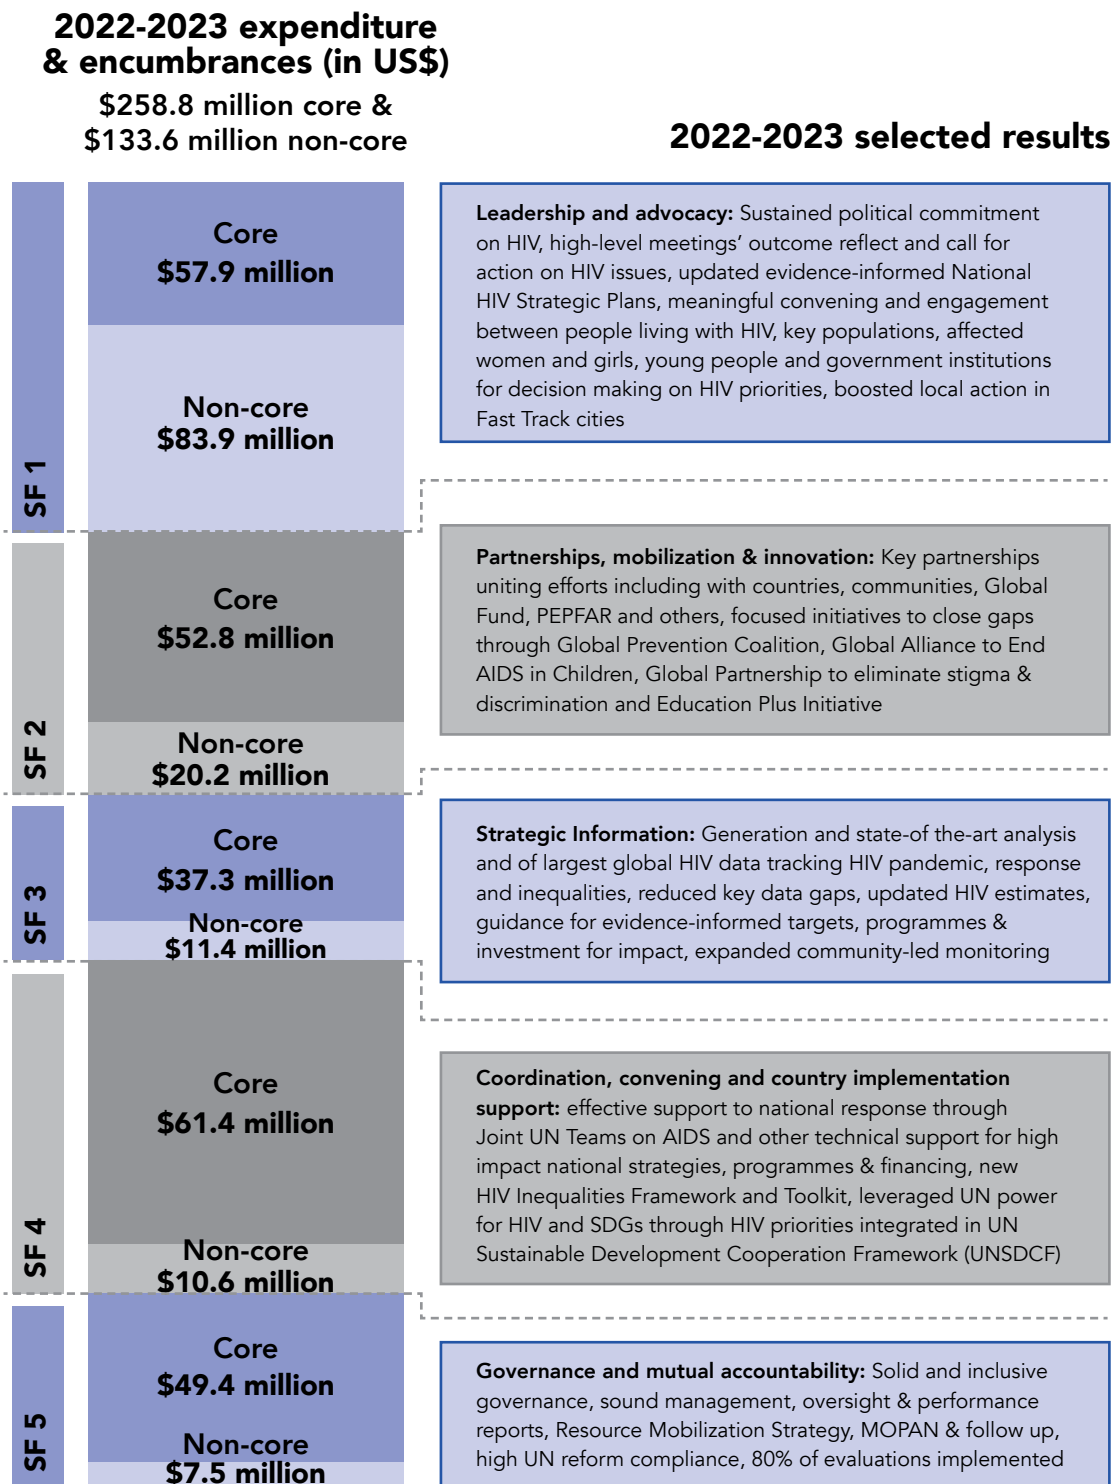 2022-2023 expenditure
& encumbrances (in US$)
$258.8 million core &
$133.6 million non-core
2022-2023 selected results
SF 1
Core
$57.9 million
Non-core
$83.9 million
Leadership and advocacy: Sustained political commitment
on HIV, high-level meetings’ outcome reflect and call for
action on HIV issues, updated evidence-informed National
HIV Strategic Plans, meaningful convening and engagement
between people living with HIV, key populations, affected
women and girls, young people and government institutions
for decision making on HIV priorities, boosted local action in
Fast Track cities
SF 2
Core
$52.8 million
Non-core
$20.2 million
Partnerships, mobilization & innovation: Key partnerships
uniting efforts including with countries, communities, Global
Fund, PEPFAR and others, focused initiatives to close gaps
through Global Prevention Coalition, Global Alliance to End
AIDS in Children, Global Partnership to eliminate stigma &
discrimination and Education Plus Initiative
SF 3
Core
$37.3 million
Non-core
$11.4 million
Strategic Information: Generation and state-of the-art analysis
and of largest global HIV data tracking HIV pandemic, response
and inequalities, reduced key data gaps, updated HIV estimates,
guidance for evidence-informed targets, programmes &
investment for impact, expanded community-led monitoring
SF 4
Core
$61.4 million
Non-core
$10.6 million
Coordination, convening and country implementation
support: effective support to national response through
Joint UN Teams on AIDS and other technical support for high
impact national strategies, programmes & financing, new
HIV Inequalities Framework and Toolkit, leveraged UN power
for HIV and SDGs through HIV priorities integrated in UN
Sustainable Development Cooperation Framework (UNSDCF)
SF 5
Core
$49.4 million
Non-core
$7.5 million
Governance and mutual accountability: Solid and inclusive
governance, sound management, oversight & performance
reports, Resource Mobilization Strategy, MOPAN & follow up,
high UN reform compliance, 80% of evaluations implemented